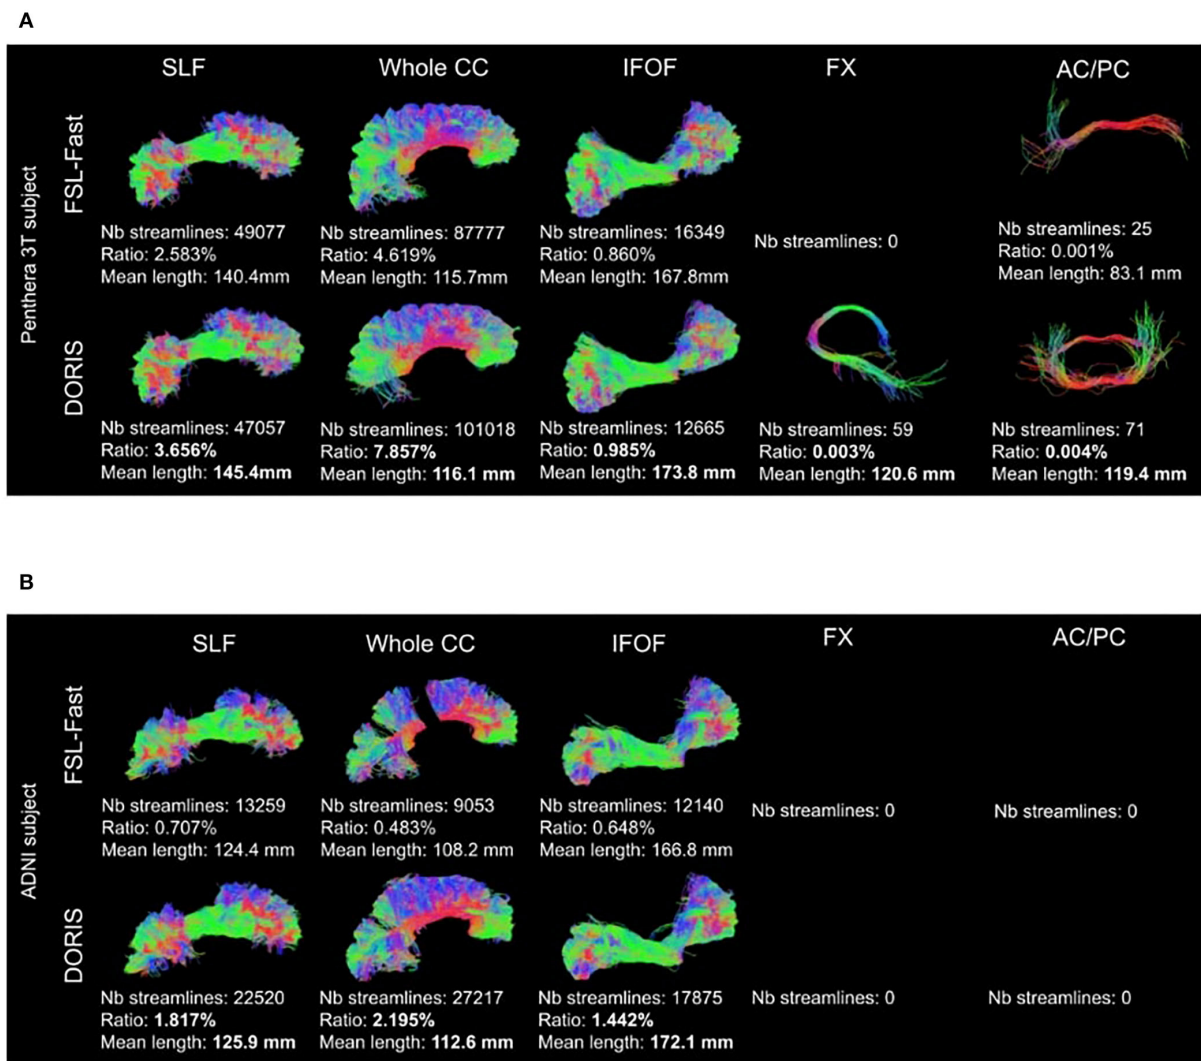 A
SLF
Whole CC
IFOF
FX
AC/PC
Penthera 3T subject
FSL-Fast
Nb streamlines: 49077
Ratio: 2.583%
Mean length: 140.4mm
Nb streamlines: 87777
Ratio: 4.619%
Mean length: 115.7mm
Nb streamlines: 16349
Ratio: 0.860%
Mean length: 167.8mm
Nb streamlines: 0
Nb streamlines: 25
Ratio: 0.001%
Mean length: 83.1 mm
DORIS
Nb streamlines: 47057
Ratio: 3.656%
Mean length: 145.4mm
Nb streamlines: 101018
Ratio: 7.857%
Mean length: 116.1 mm
Nb streamlines: 12665
Ratio: 0.985%
Mean length: 173.8 mm
Nb streamlines: 59
Ratio: 0.003%
Mean length: 120.6 mm
Nb streamlines: 71
Ratio: 0.004%
Mean length: 119.4 mm
B
SLF
Whole CC
IFOF
FX
AC/PC
ADNI subject
FSL-Fast
Nb streamlines: 13259
Ratio: 0.707%
Mean length: 124.4 mm
Nb streamlines: 9053
Ratio: 0.483%
Mean length: 108.2 mm
Nb streamlines: 12140
Ratio: 0.648%
Mean length: 166.8 mm
Nb streamlines: 0
Nb streamlines: 0
DORIS
Nb streamlines: 22520
Ratio: 1.817%
Mean length: 125.9 mm
Nb streamlines: 27217
Ratio: 2.195%
Mean length: 112.6 mm
Nb streamlines: 17875
Ratio: 1.442%
Mean length: 172.1 mm
Nb streamlines: 0
Nb streamlines: 0